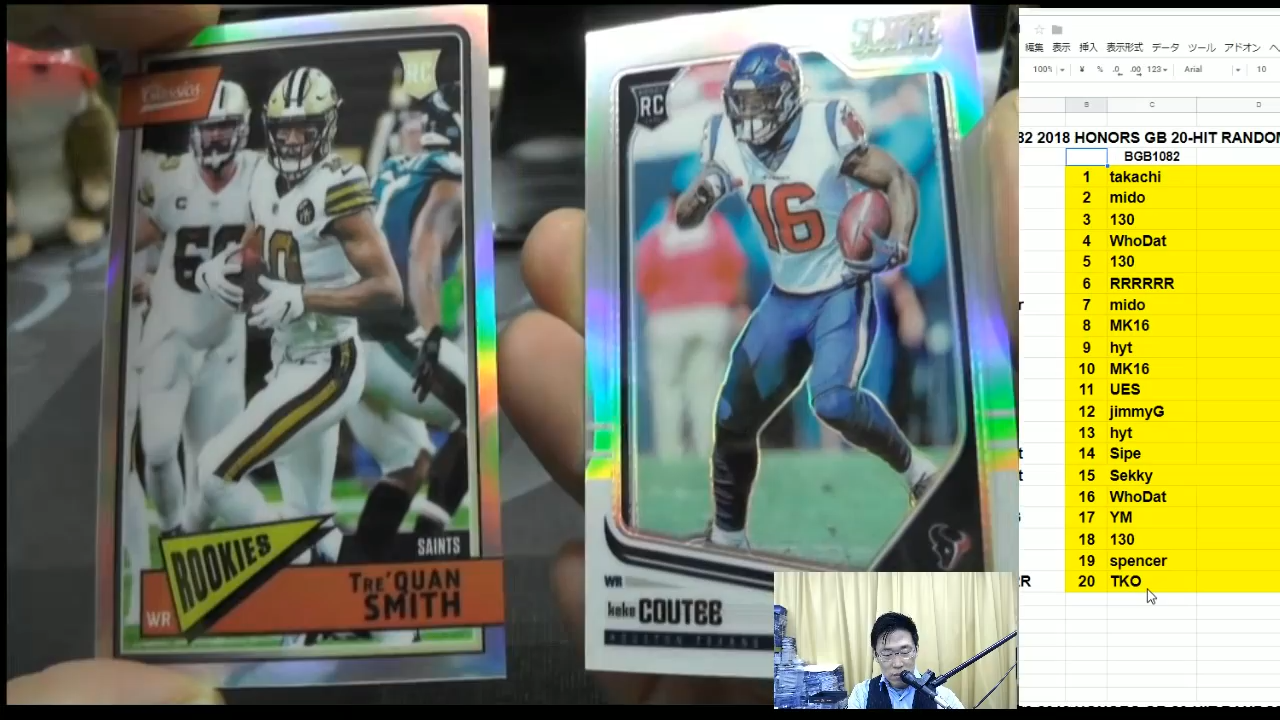 Classics
RC
60
10
ROOKIES
SAINTS
WR
TRE'QUAN
SMITH
SCORE
RC
16
WR
keke COUTEE
HOUSTON TEXANS
編集 表示 挿入 表示形式 データ ツール アドオン ヘ
100% ¥ % .0 .00 123 Arial 10
B C D
32 2018 HONORS GB 20-HIT RANDOM
BGB1082
1 takachi
2 mido
3 130
4 WhoDat
5 130
6 RRRRRR
7 mido
8 MK16
9 hyt
10 MK16
11 UES
12 jimmyG
13 hyt
14 Sipe
15 Sekky
16 WhoDat
17 YM
18 130
19 spencer
20 TKO